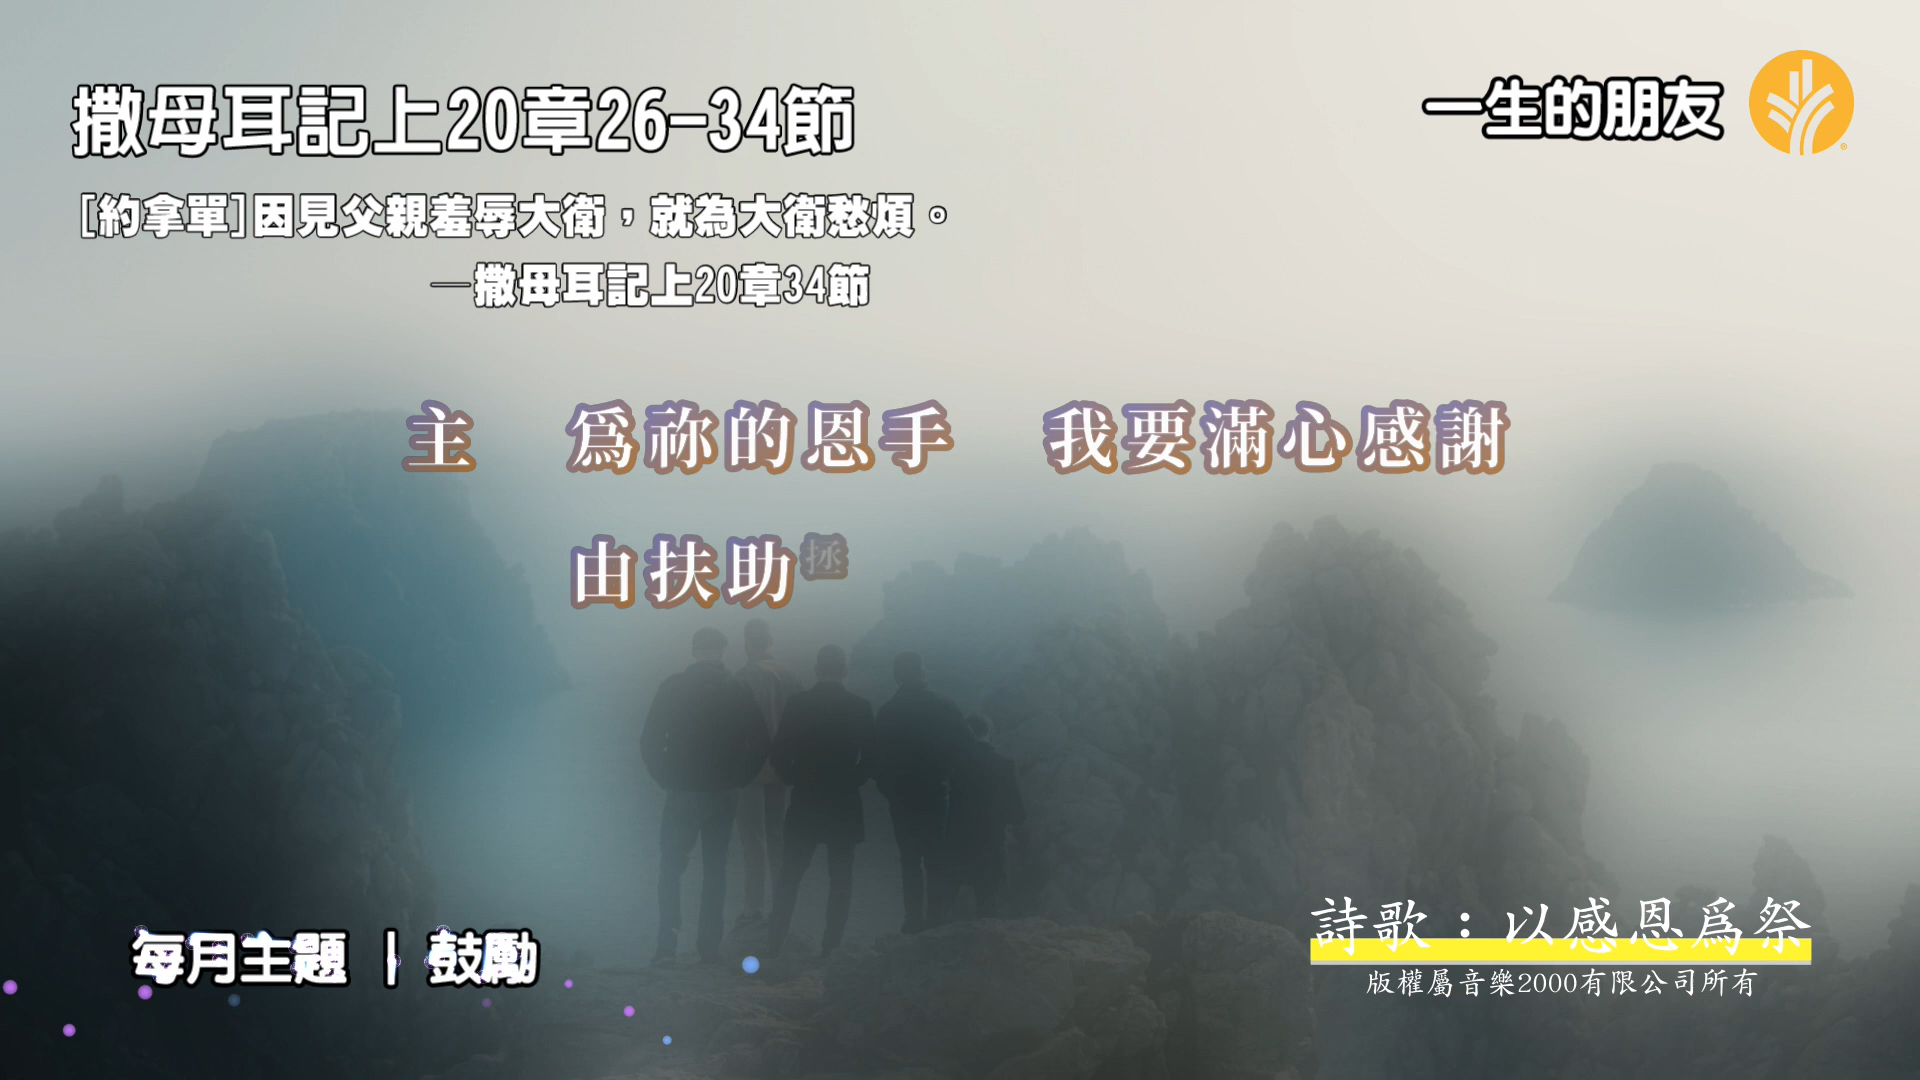 撒母耳記上20章26-34節
一生的朋友
[約拿單]因見父親羞辱大衛，就為大衛愁煩。
—撒母耳記上20章34節
主　爲祢的恩手　我要滿心感謝
由扶助拯
每月主題 | 鼓勵
詩歌：以感恩爲祭
版權屬音樂2000有限公司所有